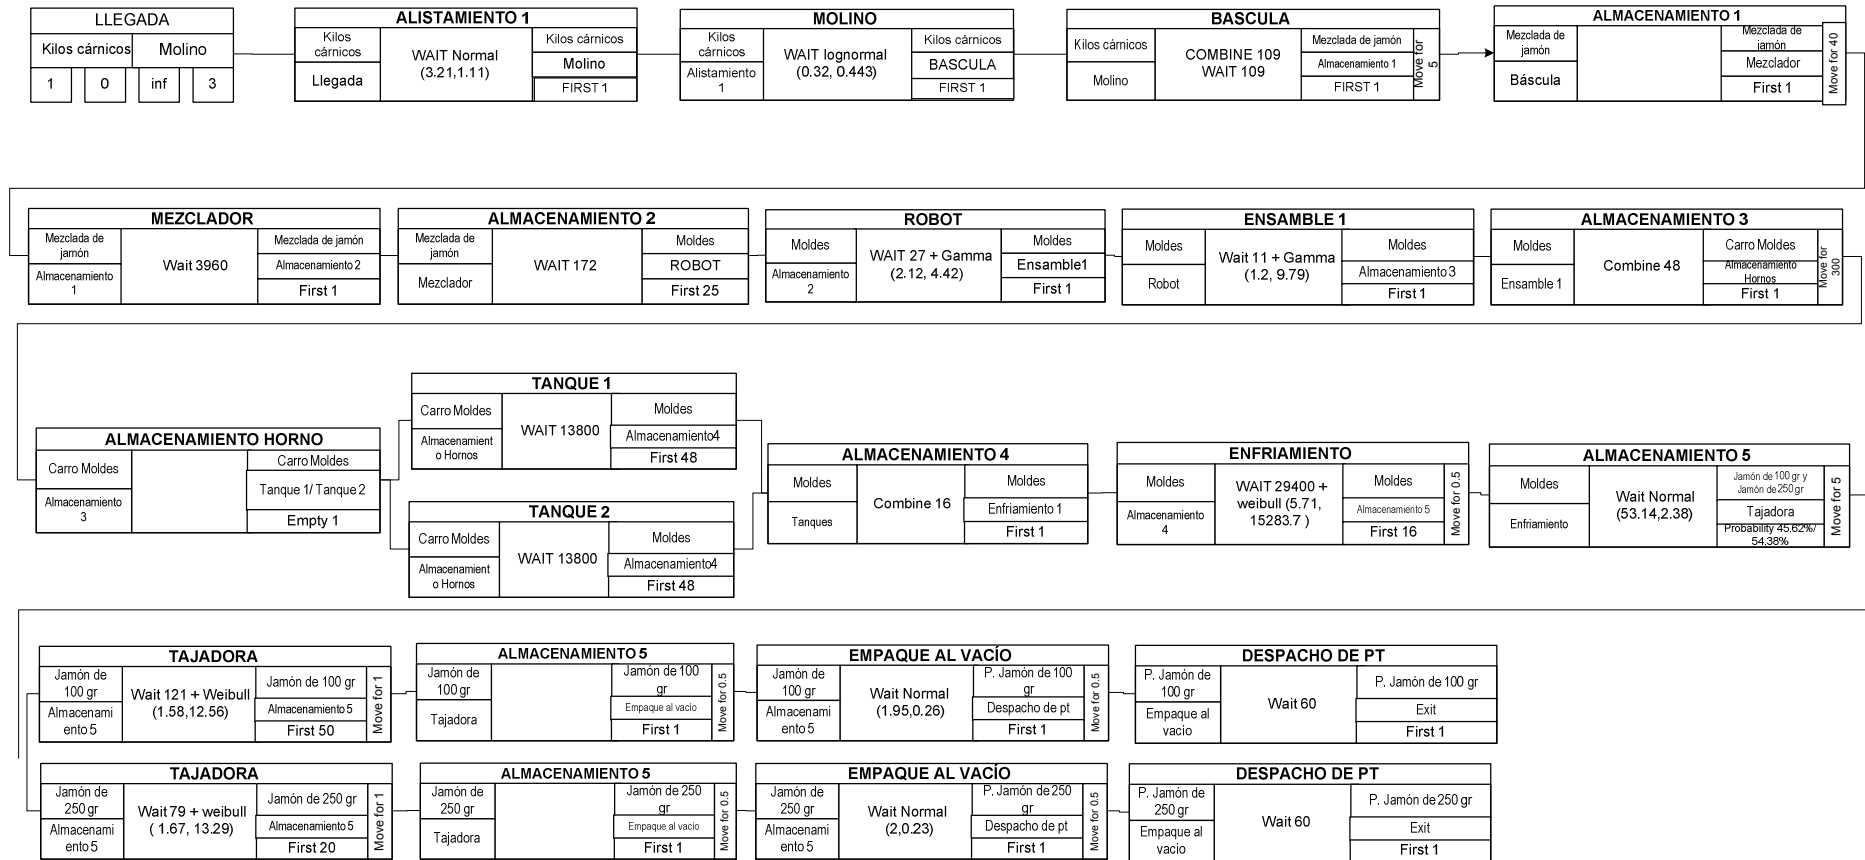 LLEGADA
Kilos cárnicos
Molino
1
0
inf
3
ALISTAMIENTO 1
Kilos
cárnicos
Llegada
WAIT Normal
(3.21,1.11)
Kilos cárnicos
Molino
FIRST 1
MOLINO
Kilos
cárnicos
Alistamiento
1
WAIT lognormal
(0.32, 0.443)
Kilos cárnicos
BASCULA
FIRST 1
BASCULA
Kilos cárnicos
Molino
COMBINE 109
WAIT 109
Mezclada de jamón
Almacenamiento 1
FIRST 1
Move for
5
ALMACENAMIENTO 1
Mezclada de
jamón
Báscula
Mezclada de
jamón
Mezclador
First 1
Move for 40
MEZCLADOR
Mezclada de
jamón
Almacenamiento
1
Wait 3960
Mezclada de jamón
Almacenamiento 2
First 1
ALMACENAMIENTO 2
Mezclada de
jamón
Mezclador
WAIT 172
Moldes
ROBOT
First 25
ROBOT
Moldes
Almacenamiento
2
WAIT 27 + Gamma
(2.12, 4.42)
Moldes
Ensamble1
First 1
ENSAMBLE 1
Moldes
Robot
Wait 11 + Gamma
(1.2, 9.79)
Moldes
Almacenamiento 3
First 1
ALMACENAMIENTO 3
Moldes
Ensamble 1
Combine 48
Carro Moldes
Almacenamiento
Hornos
First 1
Move for
300
ALMACENAMIENTO HORNO
Carro Moldes
Almacenamiento
3
Carro Moldes
Tanque 1/ Tanque 2
Empty 1
TANQUE 1
Carro Moldes
Almacenamient
o Hornos
WAIT 13800
Moldes
Almacenamiento4
First 48
TANQUE 2
Carro Moldes
Almacenamient
o Hornos
WAIT 13800
Moldes
Almacenamiento4
First 48
ALMACENAMIENTO 4
Moldes
Tanques
Combine 16
Moldes
Enfriamiento 1
First 1
ENFRIAMIENTO
Moldes
Almacenamiento
4
WAIT 29400 +
weibull (5.71,
15283.7 )
Moldes
Almacenamiento 5
First 16
Move for 0.5
ALMACENAMIENTO 5
Moldes
Enfriamiento
Wait Normal
(53.14,2.38)
Jamón de 100 gr y
Jamón de 250 gr
Tajadora
Probability 45,62%/
54,38%
Move for 5
TAJADORA
Jamón de
100 gr
Almacenami
ento 5
Wait 121 + Weibull
(1.58,12.56)
Jamón de 100 gr
Almacenamiento 5
First 50
Move for 1
ALMACENAMIENTO 5
Jamón de
100 gr
Tajadora
Jamón de 100
gr
Empaque al vacio
First 1
Move for 0.5
EMPAQUE AL VACÍO
Jamón de
100 gr
Almacenami
ento 5
Wait Normal
(1.95,0.26)
P. Jamón de 100
gr
Despacho de pt
First 1
Move for 0.5
DESPACHO DE PT
P. Jamón de
100 gr
Empaque al
vacio
Wait 60
P. Jamón de 100 gr
Exit
First 1
TAJADORA
Jamón de
250 gr
Almacenami
ento 5
Wait 79 + weibull
( 1.67, 13.29)
Jamón de 250 gr
Almacenamiento 5
First 20
Move for 1
ALMACENAMIENTO 5
Jamón de
250 gr
Tajadora
Jamón de 250
gr
Empaque al vacio
First 1
Move for 0.5
EMPAQUE AL VACÍO
Jamón de
250 gr
Almacenami
ento 5
Wait Normal
(2,0.23)
P. Jamón de 250
gr
Despacho de pt
First 1
Move for 0.5
DESPACHO DE PT
P. Jamón de
250 gr
Empaque al
vacio
Wait 60
P. Jamón de 250 gr
Exit
First 1